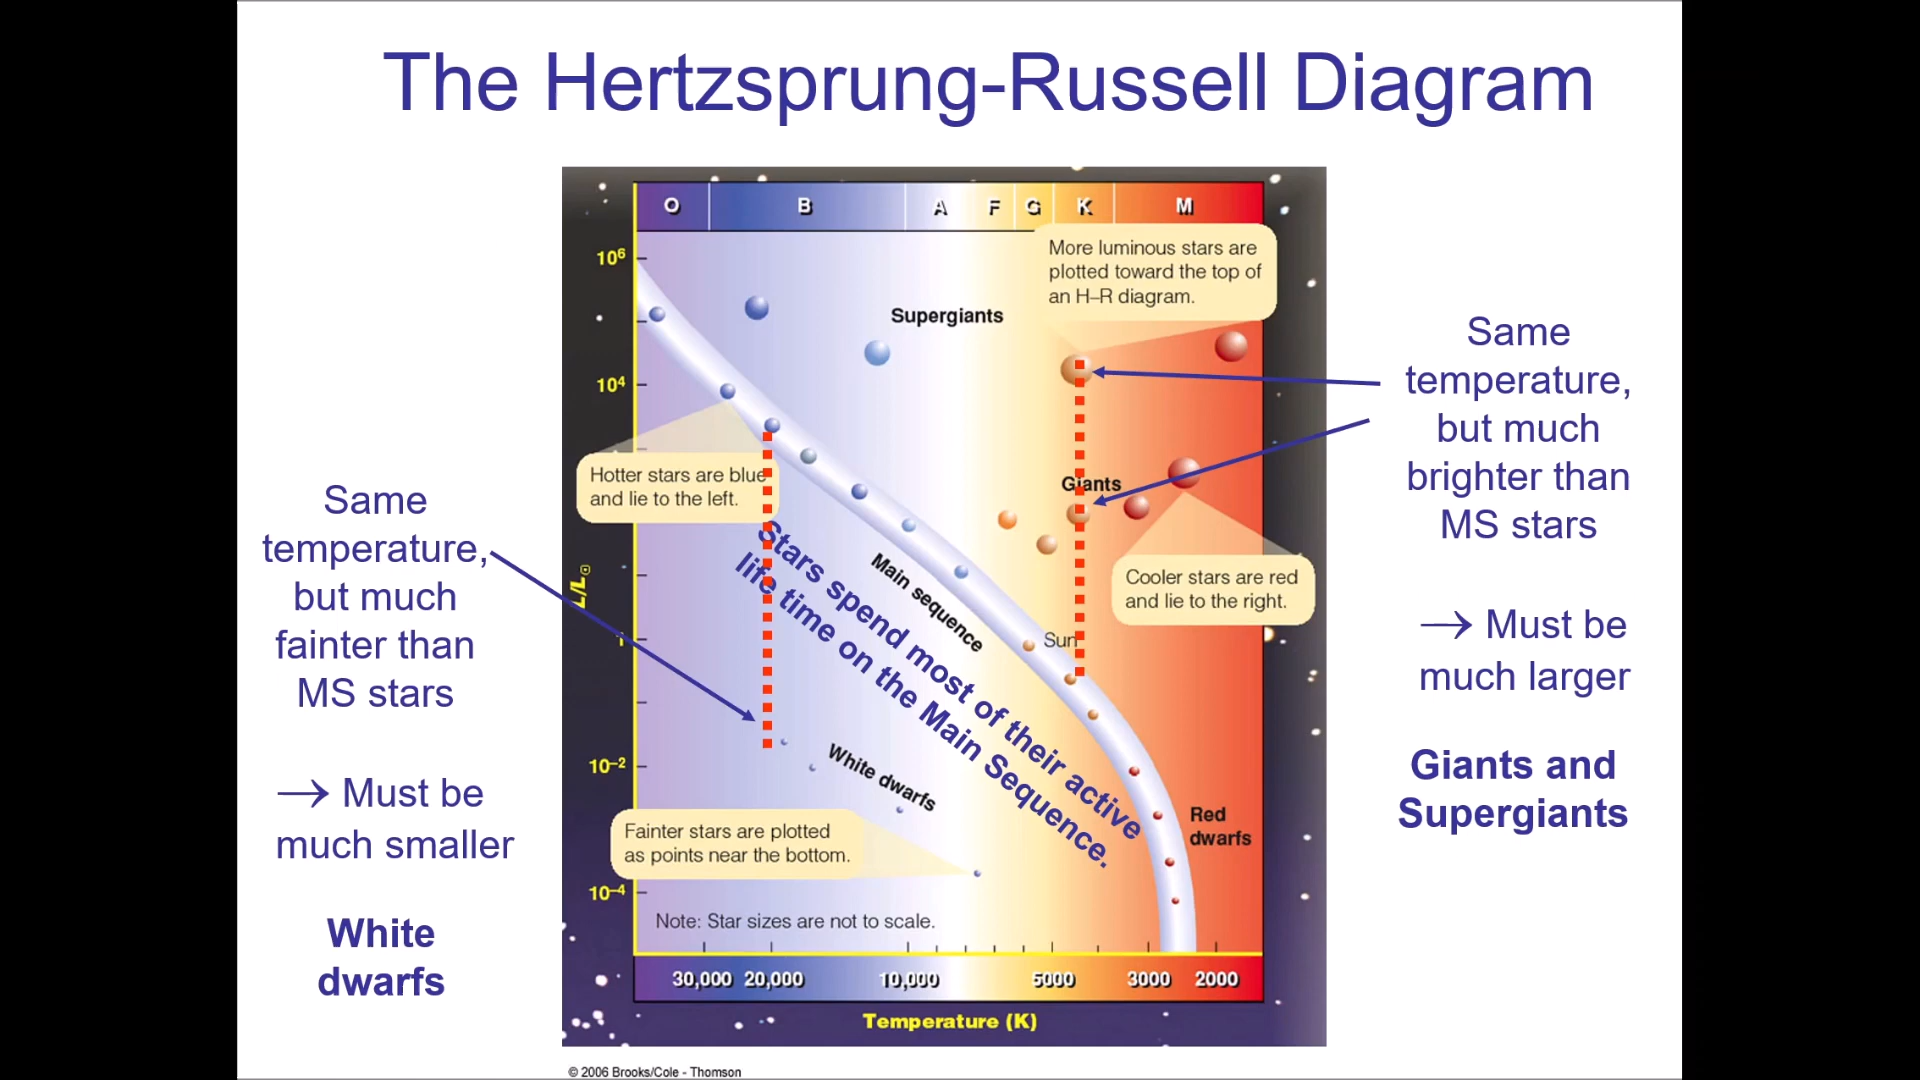 The Hertzsprung-Russell Diagram
O B A F G K M
More luminous stars are
plotted toward the top of
an H–R diagram.
10⁶
Supergiants
10⁴
Hotter stars are blue
and lie to the left.
Giants
Cooler stars are red
and lie to the right.
L/L☉
1
Main sequence
Sun
Stars spend most of their active
life time on the Main Sequence.
10⁻²
White dwarfs
Red
dwarfs
Fainter stars are plotted
as points near the bottom.
10⁻⁴
Note: Star sizes are not to scale.
30,000 20,000 10,000 5000 3000 2000
Temperature (K)
© 2006 Brooks/Cole - Thomson
Same
temperature,
but much
fainter than
MS stars
→ Must be
much smaller
White
dwarfs
Same
temperature,
but much
brighter than
MS stars
→ Must be
much larger
Giants and
Supergiants